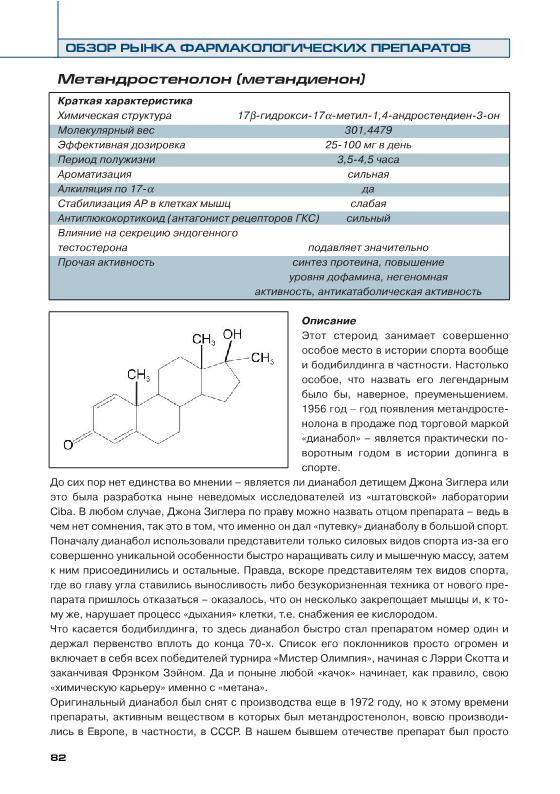 ОБЗОР РЫНКА ФАРМАКОЛОГИЧЕСКИХ ПРЕПАРАТОВ
Метандростенолон (метандиенон)
Краткая характеристика
Химическая структура 17β-гидрокси-17α-метил-1,4-андростендиен-3-он
Молекулярный вес 301,4479
Эффективная дозировка 25-100 мг в день
Период полужизни 3,5-4,5 часа
Ароматизация сильная
Алкиляция по 17-α да
Стабилизация АР в клетках мышц слабая
Антиглюкокортикоид (антагонист рецепторов ГКС) сильный
Влияние на секрецию эндогенного
тестостерона подавляет значительно
Прочая активность синтез протеина, повышение
уровня дофамина, негеномная
активность, антикатаболическая активность
CH3
OH
CH3
CH3
O
Описание
Этот стероид занимает совершенно
особое место в истории спорта вообще
и бодибилдинга в частности. Настолько
особое, что назвать его легендарным
было бы, наверное, преуменьшением.
1956 год – год появления метандросте-
нолона в продаже под торговой маркой
«дианабол» – является практически по-
воротным годом в истории допинга в
спорте.
До сих пор нет единства во мнении – является ли дианабол детищем Джона Зиглера или
это была разработка ныне неведомых исследователей из «штатовской» лаборатории
Ciba. В любом случае, Джона Зиглера по праву можно назвать отцом препарата – ведь в
чем нет сомнения, так это в том, что именно он дал «путевку» дианаболу в большой спорт.
Поначалу дианабол использовали представители только силовых видов спорта из-за его
совершенно уникальной особенности быстро наращивать силу и мышечную массу, затем
к ним присоединились и остальные. Правда, вскоре представителям тех видов спорта,
где во главу угла ставились выносливость либо безукоризненная техника от нового пре-
парата пришлось отказаться – оказалось, что он несколько закрепощает мышцы и, к то-
му же, нарушает процесс «дыхания» клетки, т.е. снабжения ее кислородом.
Что касается бодибилдинга, то здесь дианабол быстро стал препаратом номер один и
держал первенство вплоть до конца 70-х. Список его поклонников просто огромен и
включает в себя всех победителей турнира «Мистер Олимпия», начиная с Лэрри Скотта и
заканчивая Фрэнком Зэйном. Да и поныне любой «качок» начинает, как правило, свою
«химическую карьеру» именно с «метана».
Оригинальный дианабол был снят с производства еще в 1972 году, но к этому времени
препараты, активным веществом в которых был метандростенолон, вовсю производи-
лись в Европе, в частности, в СССР. В нашем бывшем отечестве препарат был просто
82